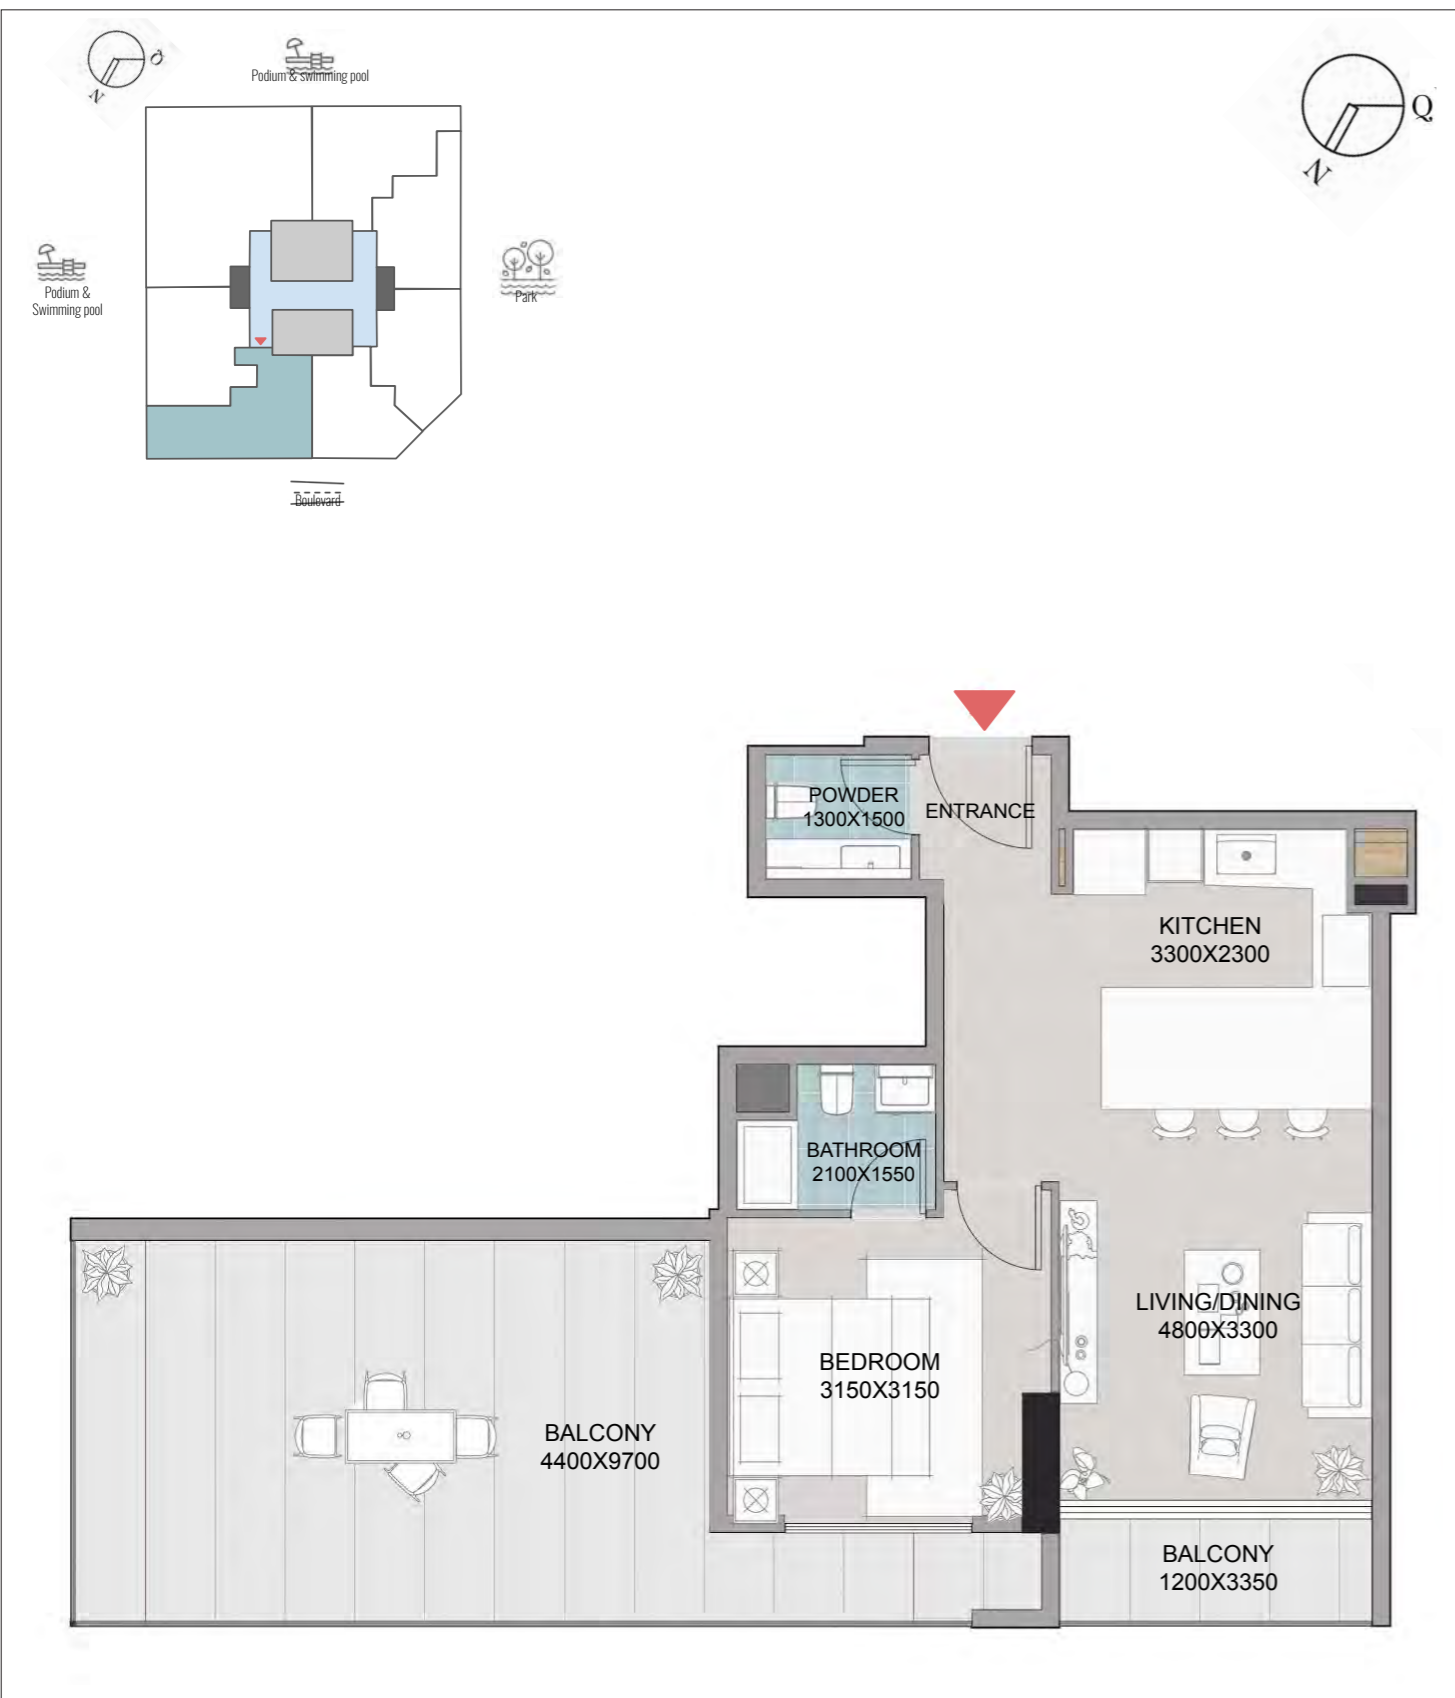 Q
N
Podium & swimming pool
Q
N
Podium &
Swimming pool
Park
Boulevard
POWDER
1300X1500
ENTRANCE
KITCHEN
3300X2300
BATHROOM
2100X1550
LIVING/DINING
4800X3300
BEDROOM
3150X3150
BALCONY
4400X9700
BALCONY
1200X3350